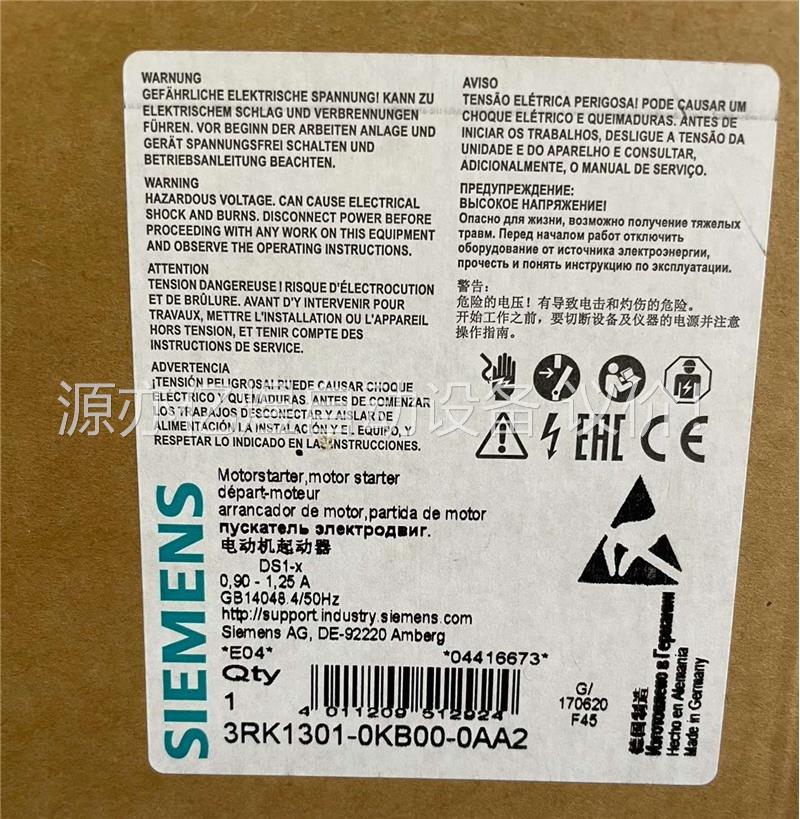 WARNUNG
GEFÄHRLICHE ELEKTRISCHE SPANNUNG! KANN ZU
ELEKTRISCHEM SCHLAG UND VERBRENNUNGEN
FÜHREN. VOR BEGINN DER ARBEITEN ANLAGE UND
GERÄT SPANNUNGSFREI SCHALTEN UND
BETRIEBSANLEITUNG BEACHTEN.
WARNING
HAZARDOUS VOLTAGE. CAN CAUSE ELECTRICAL
SHOCK AND BURNS. DISCONNECT POWER BEFORE
PROCEEDING WITH ANY WORK ON THIS EQUIPMENT
AND OBSERVE THE OPERATING INSTRUCTIONS.
ATTENTION
TENSION DANGEREUSE! RISQUE D'ÉLECTROCUTION
ET DE BRÛLURE. AVANT D'Y INTERVENIR POUR
TRAVAUX, METTRE L'INSTALLATION OU L'APPAREIL
HORS TENSION, ET TENIR COMPTE DES
INSTRUCTIONS DE SERVICE.
ADVERTENCIA
¡TENSIÓN PELIGROSA! PUEDE CAUSAR CHOQUE
ELÉCTRICO Y QUEMADURAS. ANTES DE COMENZAR
LOS TRABAJOS DESCONECTAR Y AISLAR DE
ALIMENTACIÓN LA INSTALACIÓN Y EL EQUIPO, Y
RESPETAR LO INDICADO EN LAS INSTRUCCIONES.
AVISO
TENSÃO ELÉTRICA PERIGOSA! PODE CAUSAR UM
CHOQUE ELÉTRICO E QUEIMADURAS. ANTES DE
INICIAR OS TRABALHOS, DESLIGUE A TENSÃO DA
UNIDADE E DO APARELHO E CONSULTAR,
ADICIONALMENTE, O MANUAL DE SERVIÇO.
ПРЕДУПРЕЖДЕНИЕ:
ВЫСОКОЕ НАПРЯЖЕНИЕ!
Опасно для жизни, возможно получение тяжелых
травм. Перед началом работ отключить
оборудование от источника электроэнергии,
прочесть и понять инструкцию по эксплуатации.
警告:
危险的电压! 有导致电击和灼伤的危险。
开始工作之前, 要切断设备及仪器的电源并注意
操作指南。
EAC CE
SIEMENS
Motorstarter,motor starter
départ-moteur
arrancador de motor,partida de motor
пускатель электродвиг.
电动机起动器
DS1-x
0,90 - 1,25 A
GB14048.4/50Hz
http://support.industry.siemens.com
Siemens AG, DE-92220 Amberg
*E04* *04416673*
Qty
1
4 011209 512924
G/
170620
F45
3RK1301-0KB00-0AA2
德国制造
Изготовлено в Германии
Hecho en Alemania
Made in Germany